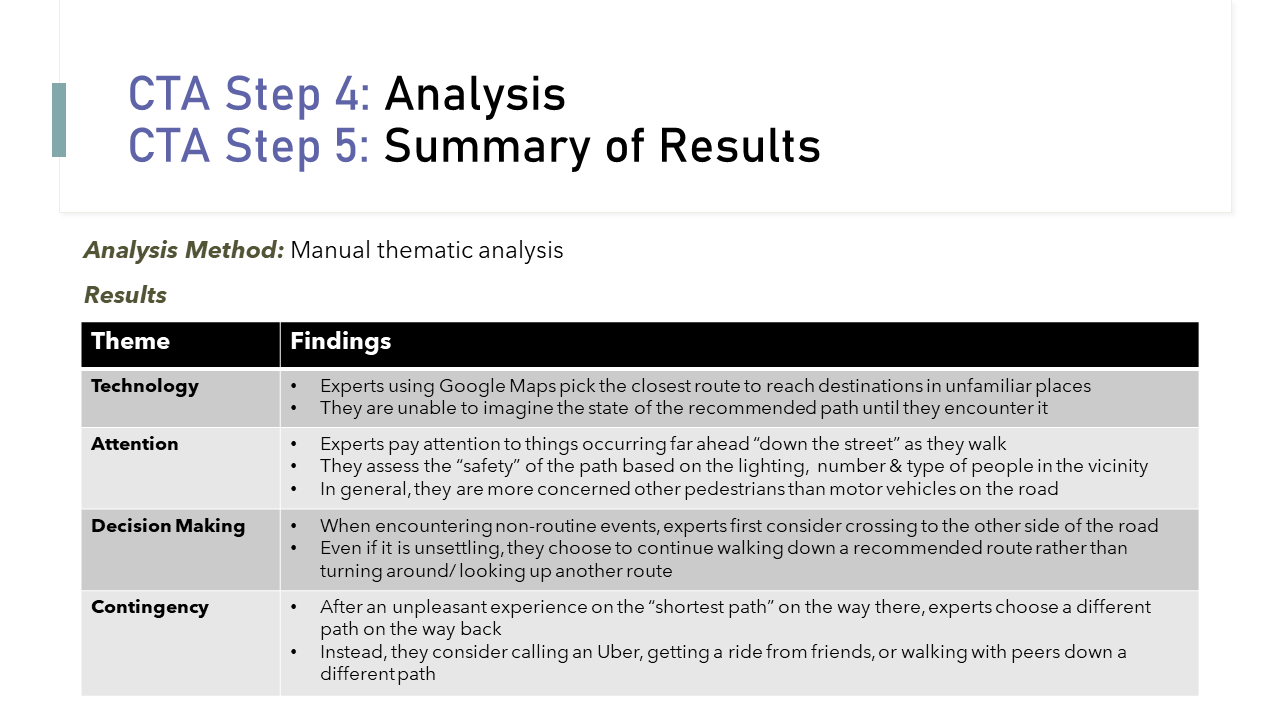 CTA Step 4: Analysis
CTA Step 5: Summary of Results
Analysis Method: Manual thematic analysis
Results
Theme Findings
Technology • Experts using Google Maps pick the closest route to reach destinations in unfamiliar places
• They are unable to imagine the state of the recommended path until they encounter it
Attention • Experts pay attention to things occurring far ahead “down the street” as they walk
• They assess the “safety” of the path based on the lighting, number & type of people in the vicinity
• In general, they are more concerned other pedestrians than motor vehicles on the road
Decision Making • When encountering non-routine events, experts first consider crossing to the other side of the road
• Even if it is unsettling, they choose to continue walking down a recommended route rather than
turning around/ looking up another route
Contingency • After an unpleasant experience on the “shortest path” on the way there, experts choose a different
path on the way back
• Instead, they consider calling an Uber, getting a ride from friends, or walking with peers down a
different path